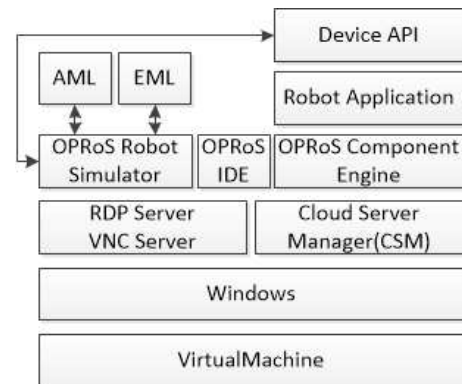 Device API
AML
EML
Robot Application
OPRoS Robot
Simulator
OPRoS
IDE
OPRoS Component
Engine
RDP Server
VNC Server
Cloud Server
Manager(CSM)
Windows
VirtualMachine